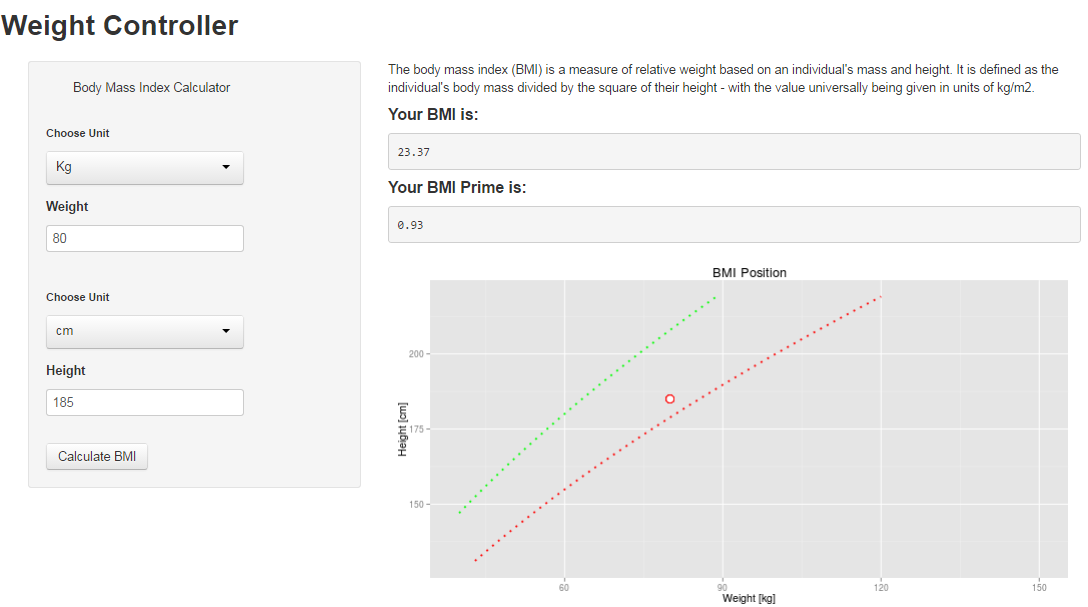 Weight Controller
Body Mass Index Calculator
Choose Unit
Kg
Weight
80
Choose Unit
cm
Height
185
Calculate BMI
The body mass index (BMI) is a measure of relative weight based on an individual's mass and height. It is defined as the
individual's body mass divided by the square of their height - with the value universally being given in units of kg/m2.
Your BMI is:
23.37
Your BMI Prime is:
0.93
BMI Position
Height [cm]
200
175
150
60
90
120
150
Weight [kg]